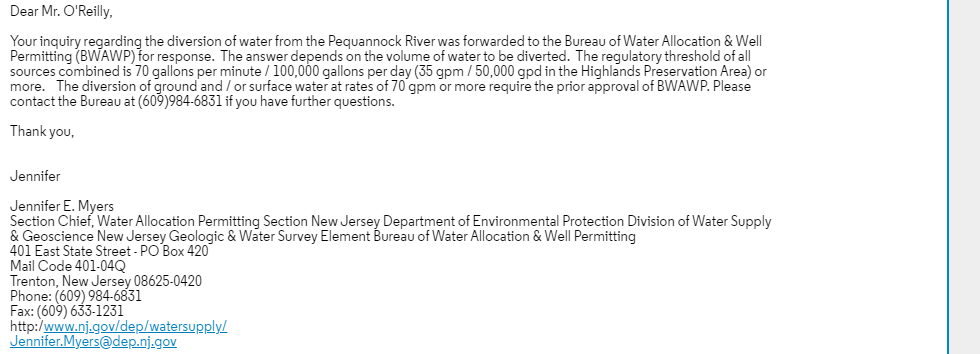 Dear Mr. O'Reilly,
Your inquiry regarding the diversion of water from the Pequannock River was forwarded to the Bureau of Water Allocation & Well
Permitting (BWAWP) for response.  The answer depends on the volume of water to be diverted.  The regulatory threshold of all
sources combined is 70 gallons per minute / 100,000 gallons per day (35 gpm / 50,000 gpd in the Highlands Preservation Area) or
more.    The diversion of ground and / or surface water at rates of 70 gpm or more require the prior approval of BWAWP. Please
contact the Bureau at (609)984-6831 if you have further questions.
Thank you,
Jennifer
Jennifer E. Myers
Section Chief, Water Allocation Permitting Section New Jersey Department of Environmental Protection Division of Water Supply
& Geoscience New Jersey Geologic & Water Survey Element Bureau of Water Allocation & Well Permitting
401 East State Street - PO Box 420
Mail Code 401-04Q
Trenton, New Jersey 08625-0420
Phone: (609) 984-6831
Fax: (609) 633-1231
http:/www.nj.gov/dep/watersupply/
Jennifer.Myers@dep.nj.gov